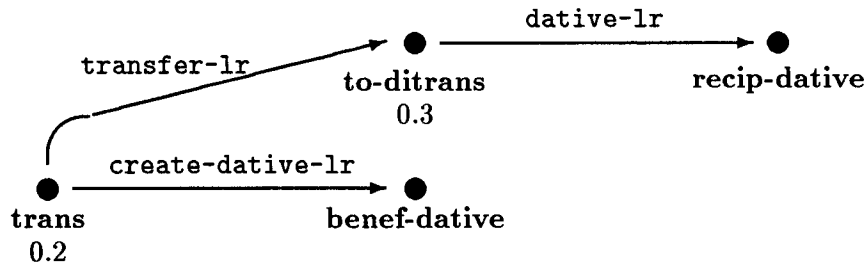 dative-lr
transfer-lr
to-ditrans
recip-dative
0.3
create-dative-lr
trans
benef-dative
0.2